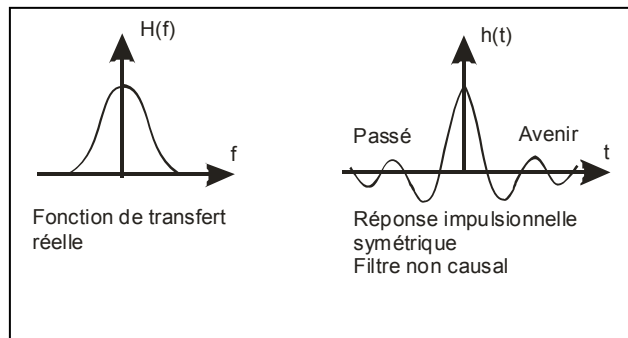 H(f)
f
Fonction de transfert
réelle
h(t)
Passé
Avenir
t
Réponse impulsionnelle
symétrique
Filtre non causal